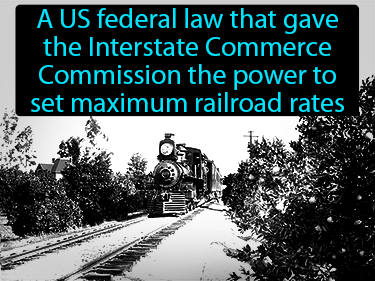 A US federal law that gave
the Interstate Commerce
Commission the power to
set maximum railroad rates